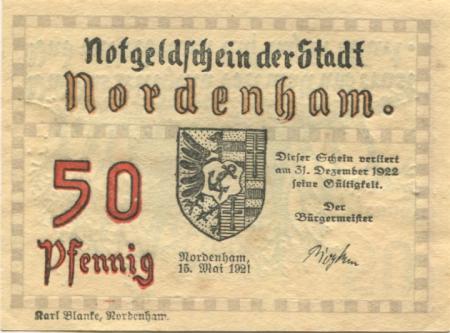 Notgeldschein der Stadt
Nordenham.
50
Pfennig
Dieser Schein verliert
am 31. Dezember 1922
seine Gültigkeit.
Der
Bürgermeister
Nordenham,
15. Mai 1921
Karl Blanke, Nordenham.